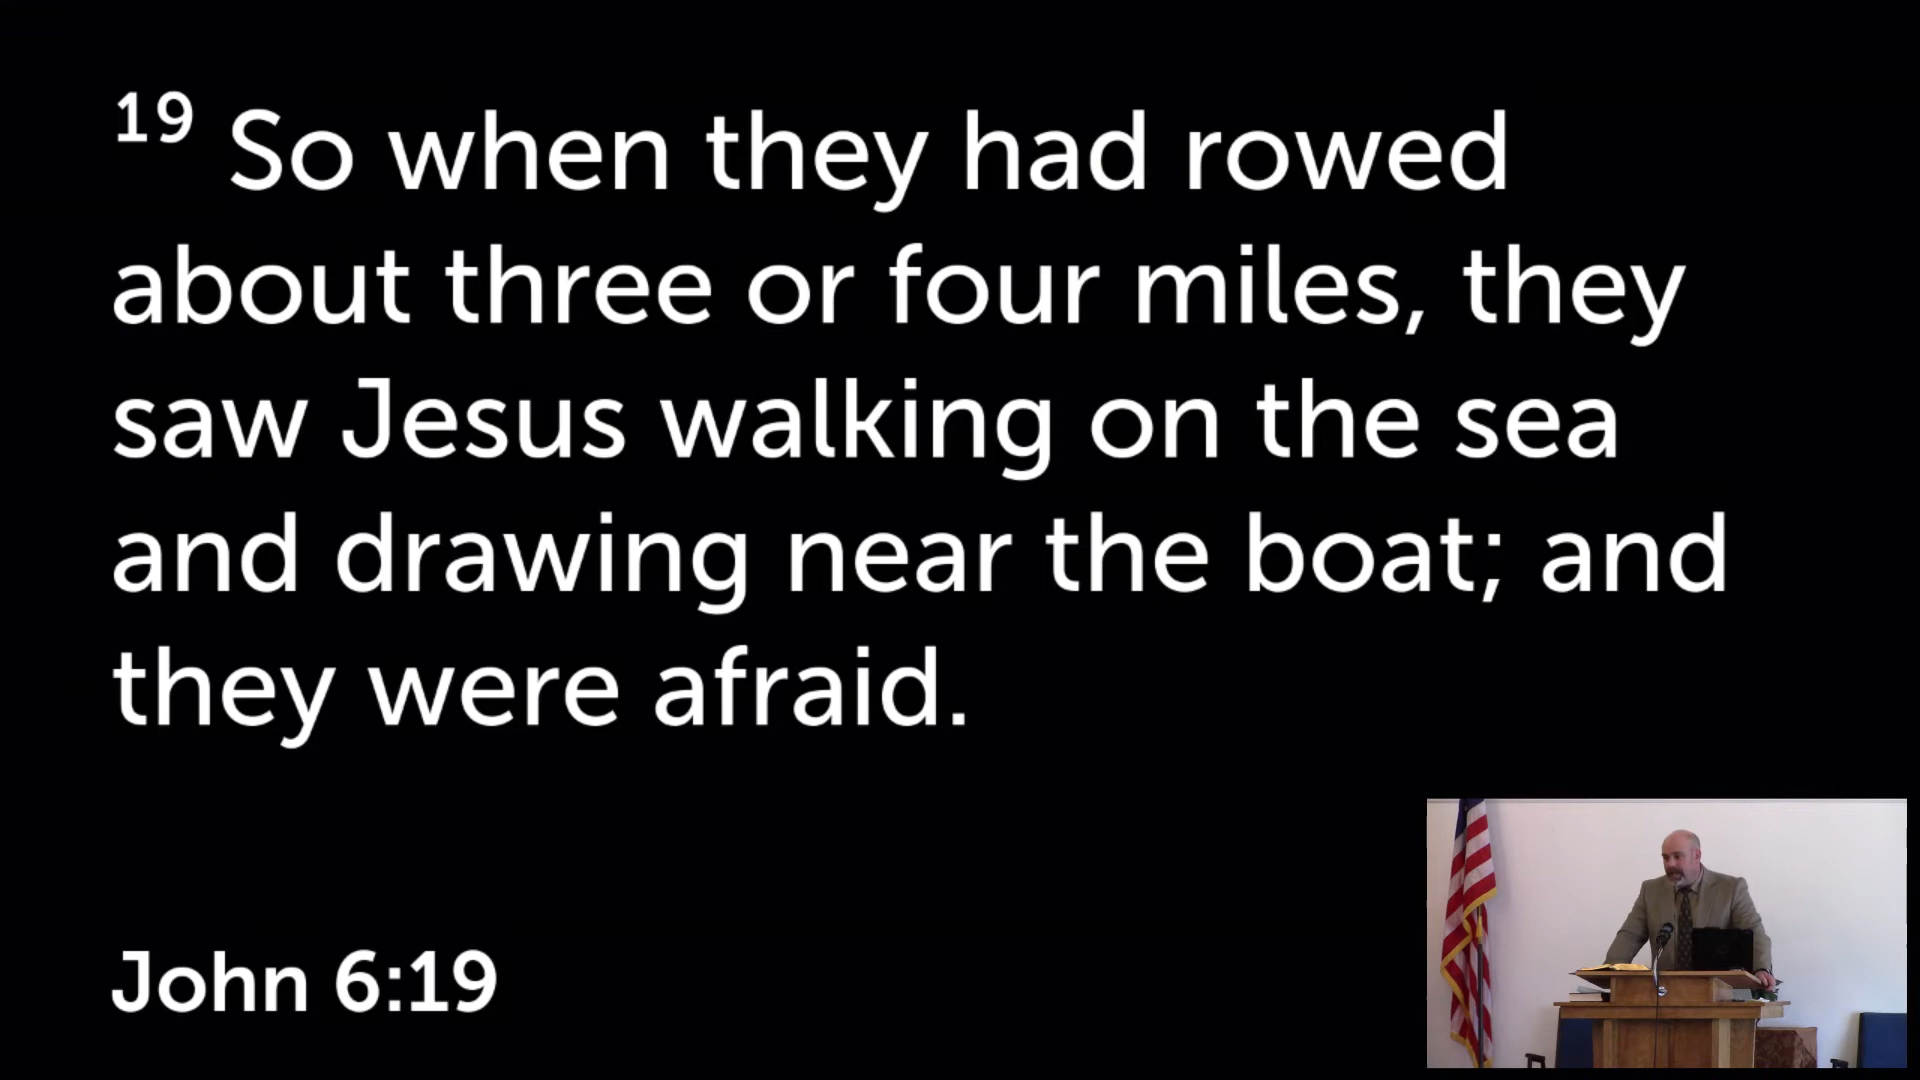 19 So when they had rowed
about three or four miles, they
saw Jesus walking on the sea
and drawing near the boat; and
they were afraid.
John 6:19